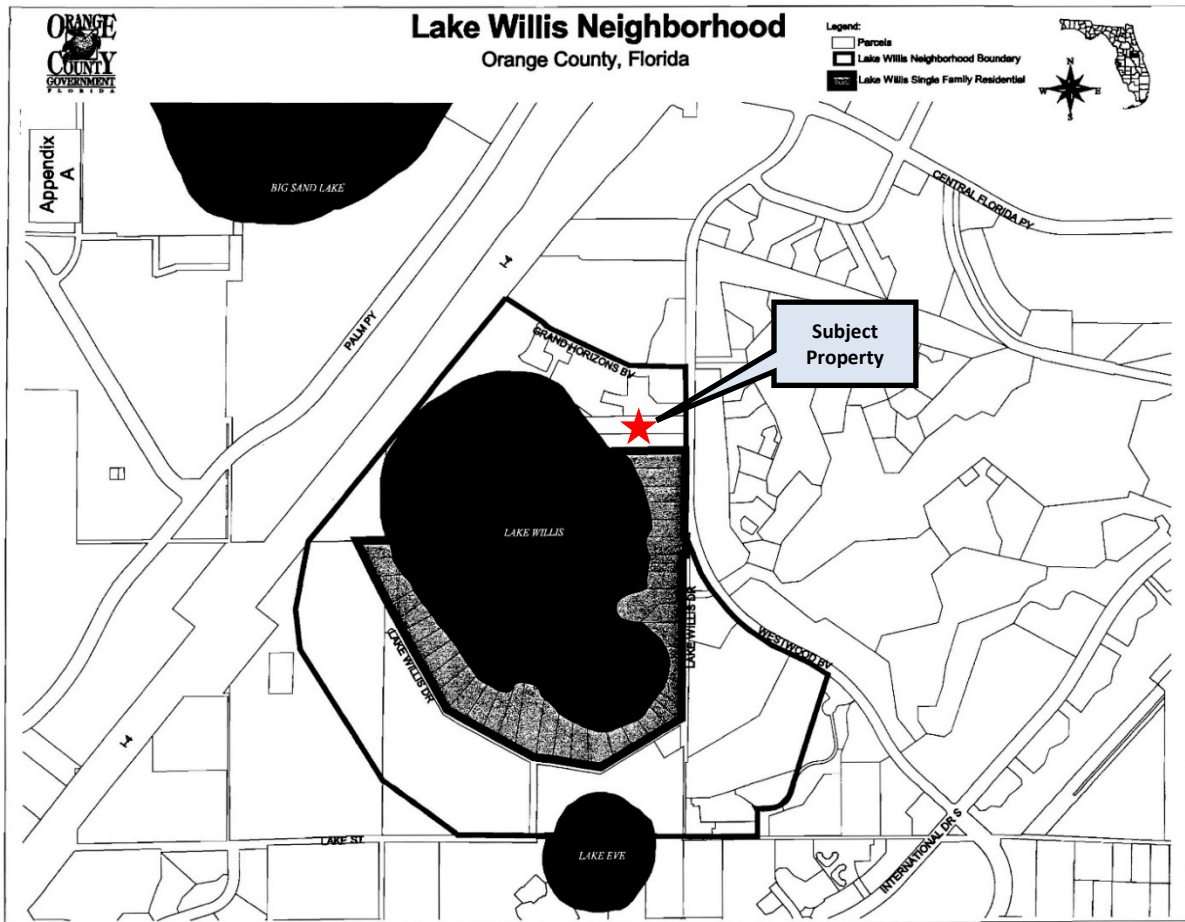 ORANGE
COUNTY
GOVERNMENT
FLORIDA
Lake Willis Neighborhood
Orange County, Florida
Legend:
Parcels
Lake Willis Neighborhood Boundary
Lake Willis Single Family Residential
N
W E
S
Appendix
A
BIG SAND LAKE
CENTRAL FLORIDA PY
I-4
PALM PY
GRAND HORIZONS BV
Subject
Property
LAKE WILLIS
LAKE WILLIS DR
LAKE WILLIS DR
WESTWOOD BV
I-4
LAKE ST
LAKE EVE
INTERNATIONAL DR S